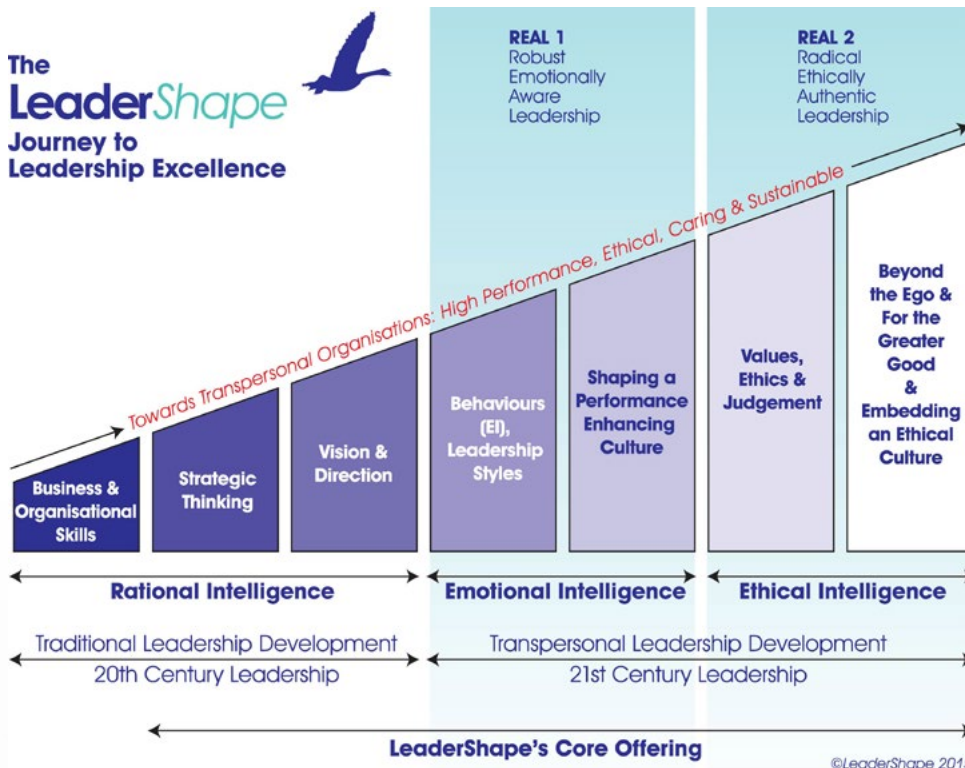 The
LeaderShape
Journey to
Leadership Excellence
REAL 1
Robust
Emotionally
Aware
Leadership
REAL 2
Radical
Ethically
Authentic
Leadership
Towards Transpersonal Organisations: High Performance, Ethical, Caring & Sustainable
Business &
Organisational
Skills
Strategic
Thinking
Vision &
Direction
Behaviours
(EI),
Leadership
Styles
Shaping a
Performance
Enhancing
Culture
Values,
Ethics &
Judgement
Beyond
the Ego &
For the
Greater
Good
&
Embedding
an Ethical
Culture
Rational Intelligence
Emotional Intelligence
Ethical Intelligence
Traditional Leadership Development
Transpersonal Leadership Development
20th Century Leadership
21st Century Leadership
LeaderShape's Core Offering
©LeaderShape